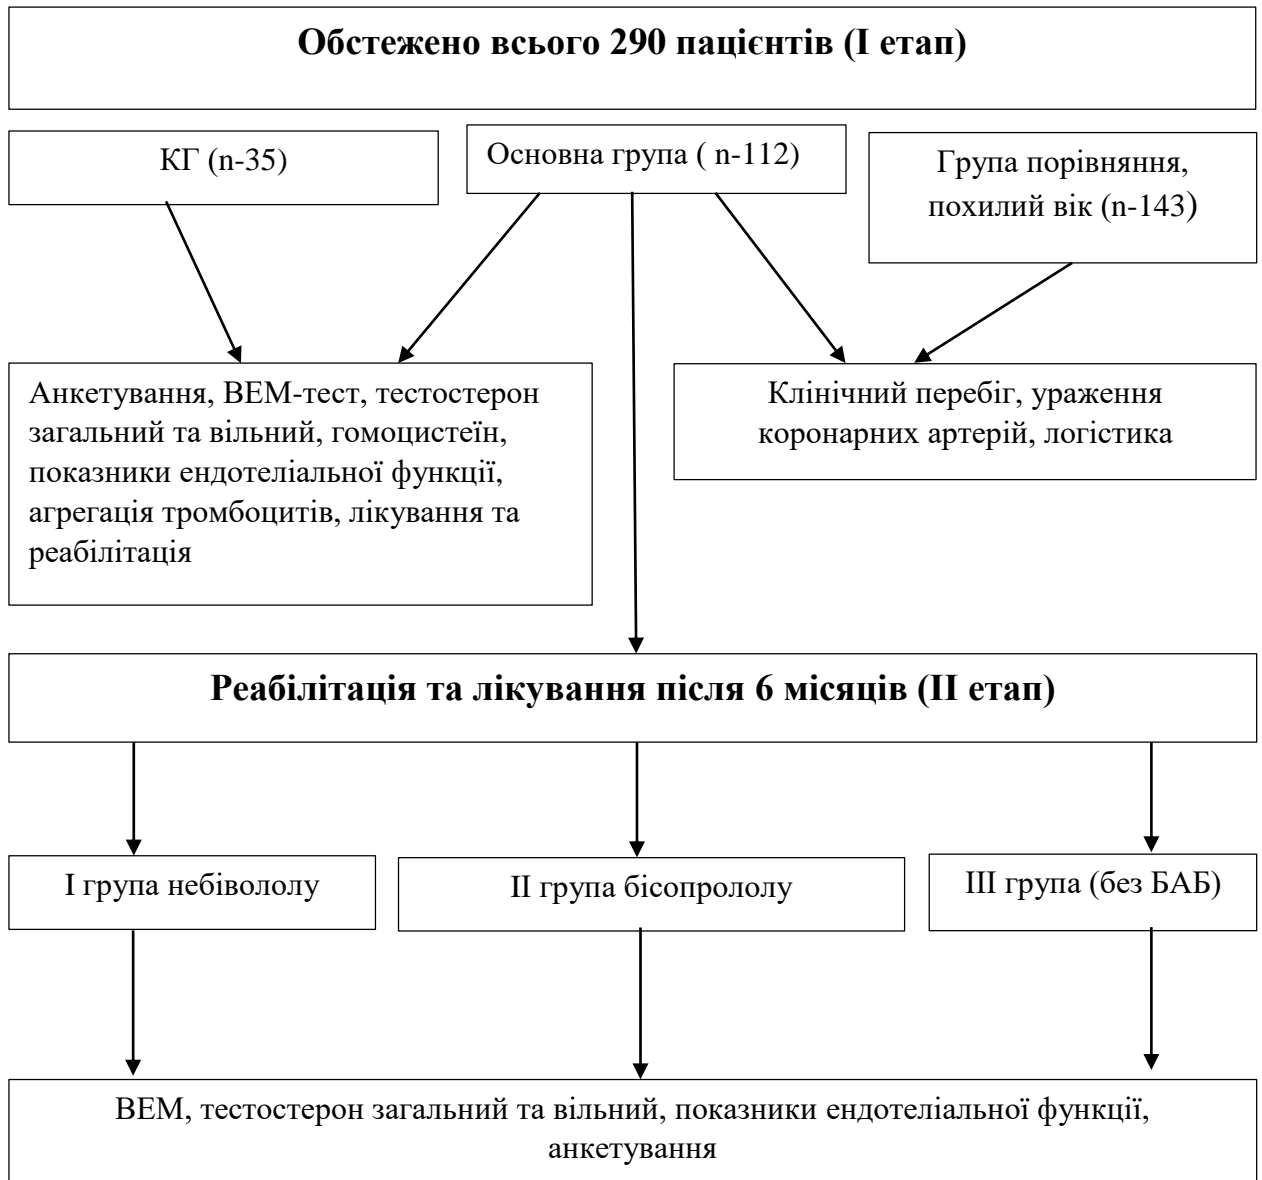 Обстежено всього 290 пацієнтів (І етап)
КГ (n-35)
Основна група ( n-112)
Група порівняння,
похилий вік (n-143)
Анкетування, ВЕМ-тест, тестостерон
загальний та вільний, гомоцистеїн,
показники ендотеліальної функції,
агрегація тромбоцитів, лікування та
реабілітація
Клінічний перебіг, ураження
коронарних артерій, логістика
Реабілітація та лікування після 6 місяців (ІІ етап)
І група небівололу
ІІ група бісопрололу
ІІІ група (без БАБ)
ВЕМ, тестостерон загальний та вільний, показники ендотеліальної функції,
анкетування